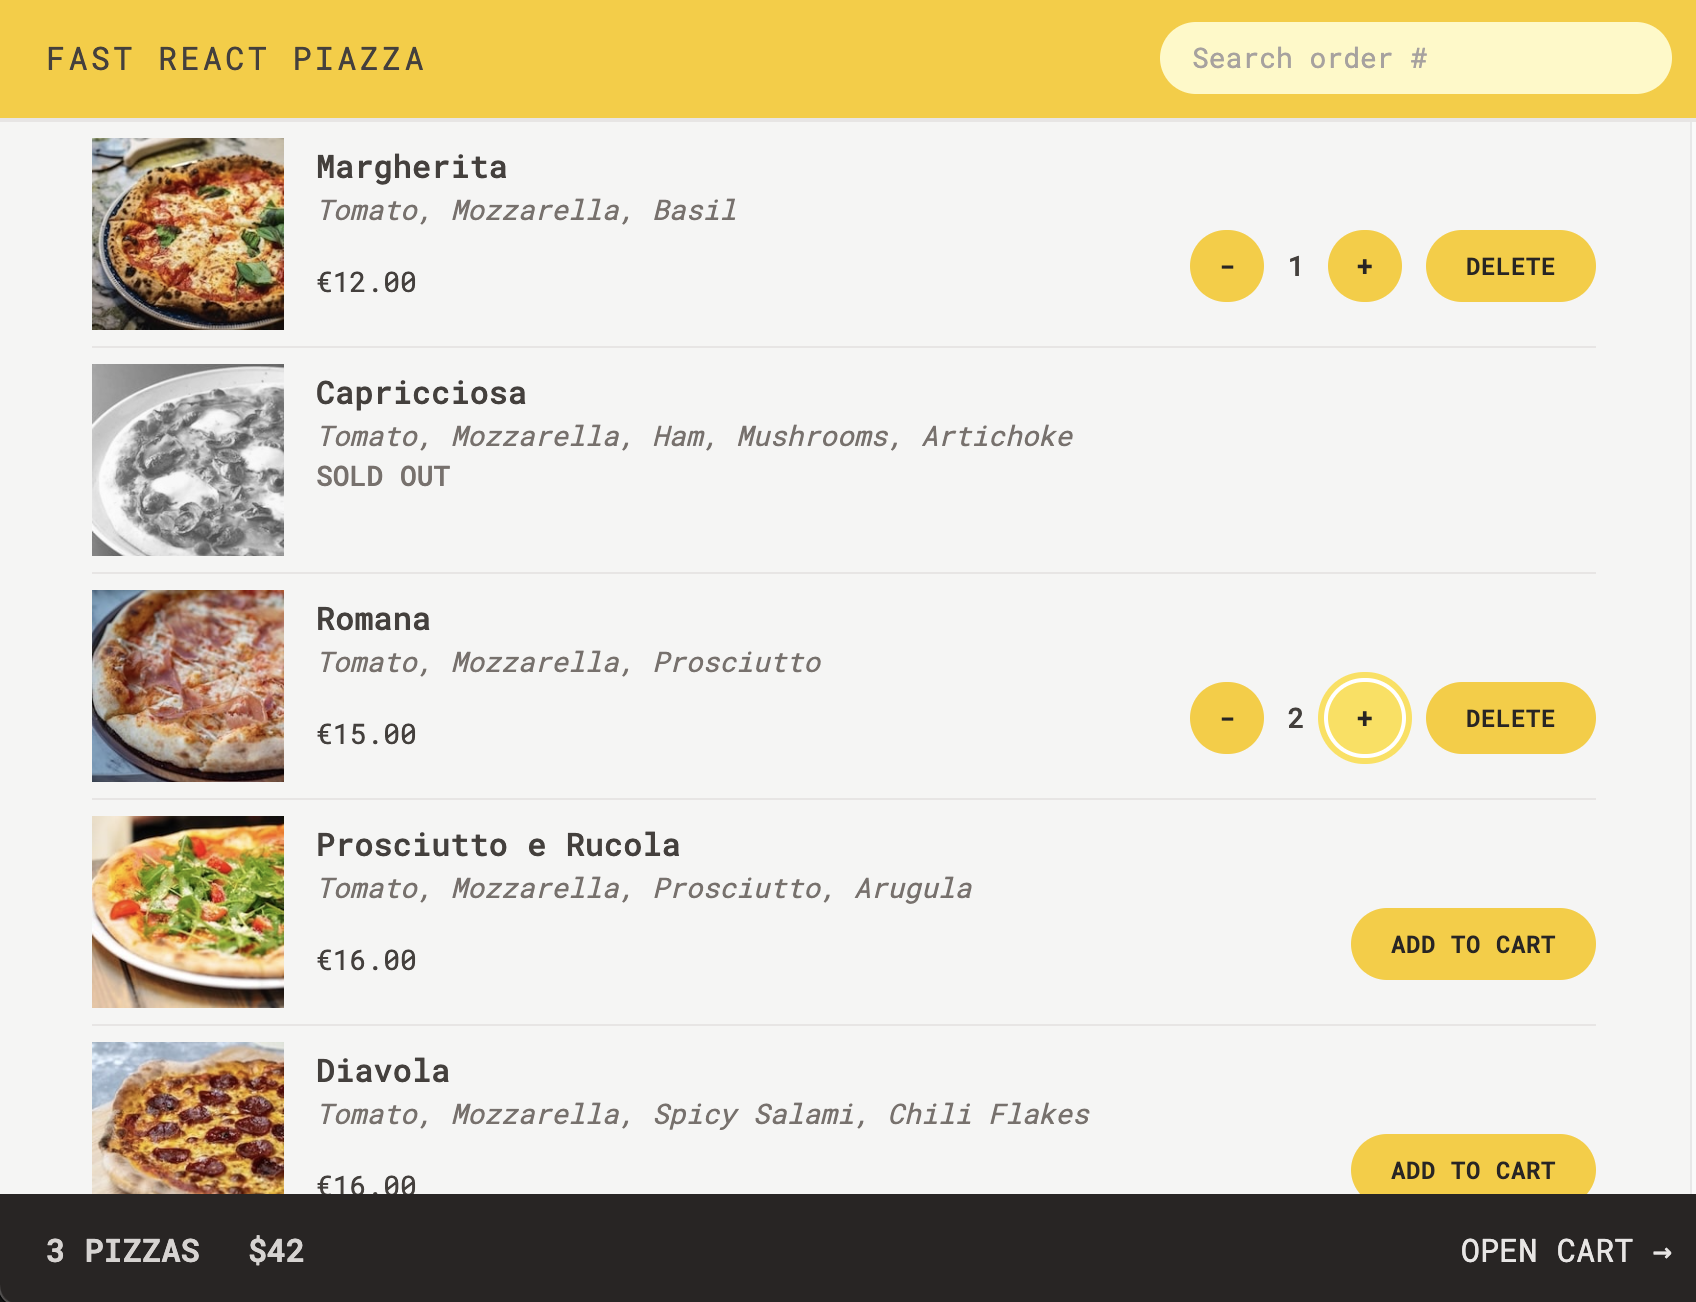 FAST REACT PIAZZA
Search order #
Margherita
Tomato, Mozzarella, Basil
€12.00
- 1 + DELETE
Capricciosa
Tomato, Mozzarella, Ham, Mushrooms, Artichoke
SOLD OUT
Romana
Tomato, Mozzarella, Prosciutto
€15.00
- 2 + DELETE
Prosciutto e Rucola
Tomato, Mozzarella, Prosciutto, Arugula
€16.00
ADD TO CART
Diavola
Tomato, Mozzarella, Spicy Salami, Chili Flakes
€16.00
ADD TO CART
3 PIZZAS $42
OPEN CART →